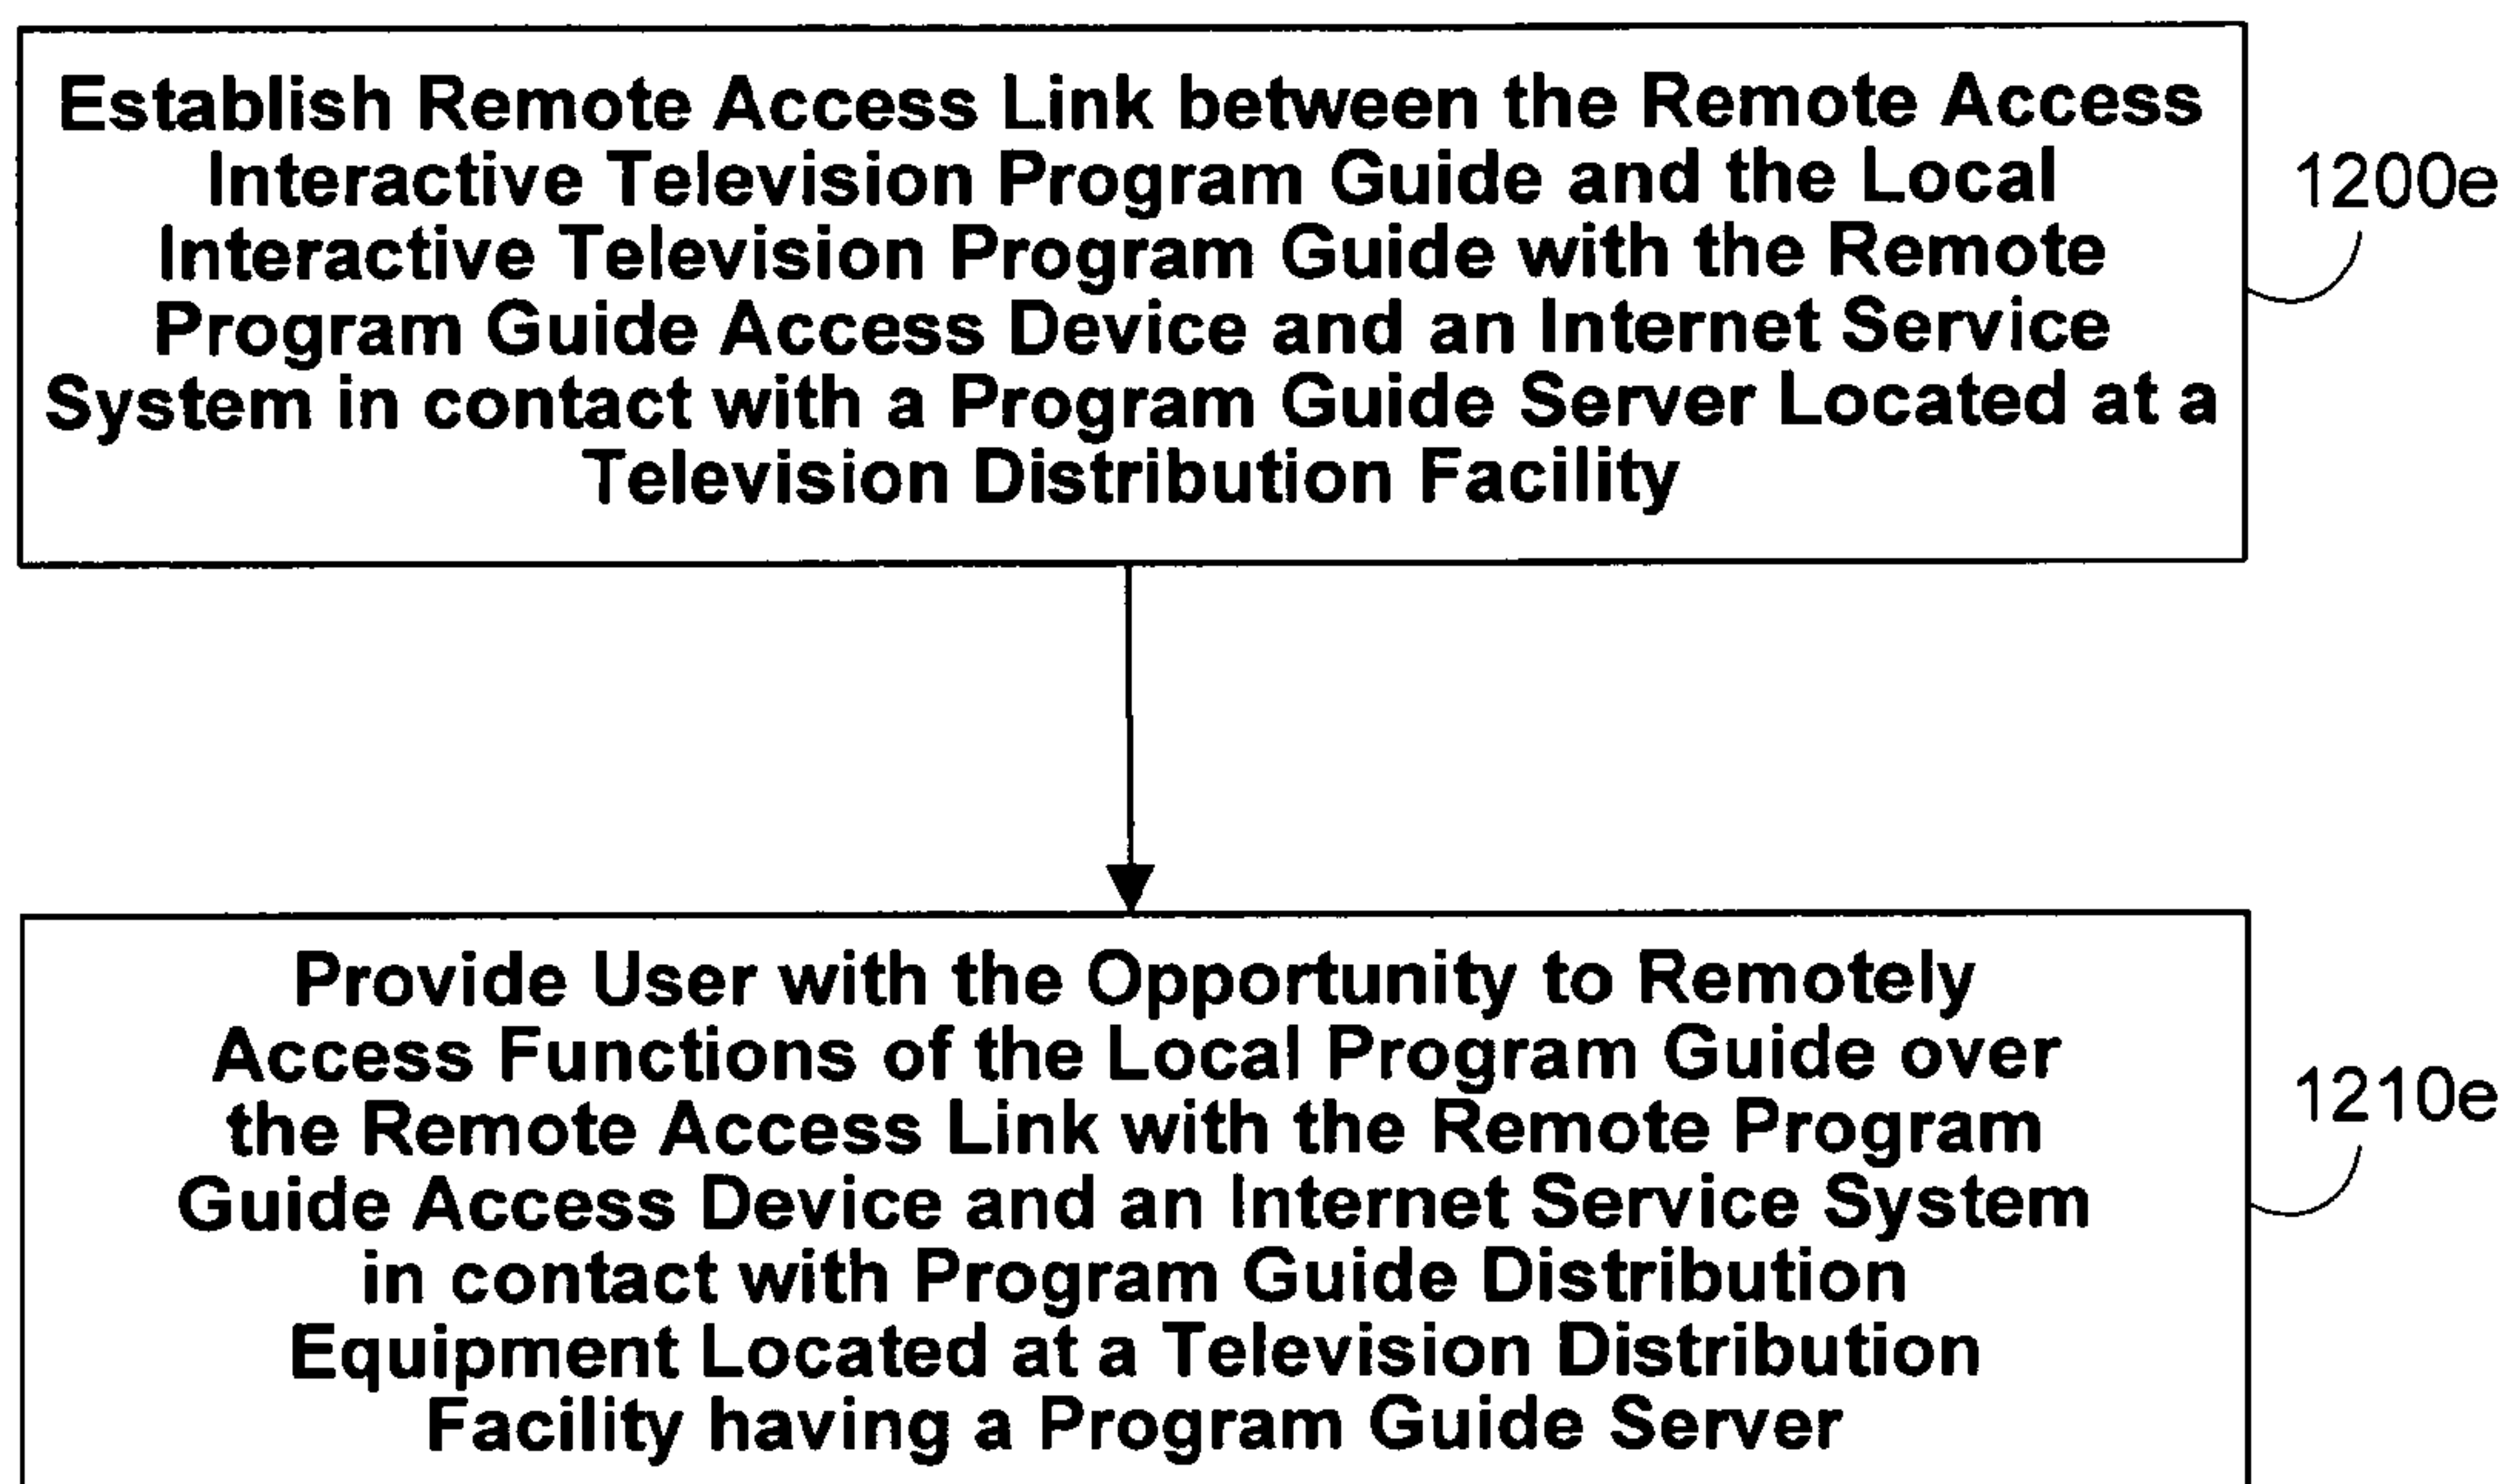 Establish Remote Access Link between the Remote Access
Interactive Television Program Guide and the Local
Interactive Television Program Guide with the Remote
Program Guide Access Device and an Internet Service
System in contact with a Program Guide Server Located at a
Television Distribution Facility
1200e
Provide User with the Opportunity to Remotely
Access Functions of the Local Program Guide over
the Remote Access Link with the Remote Program
Guide Access Device and an Internet Service System
in contact with Program Guide Distribution
Equipment Located at a Television Distribution
Facility having a Program Guide Server
1210e